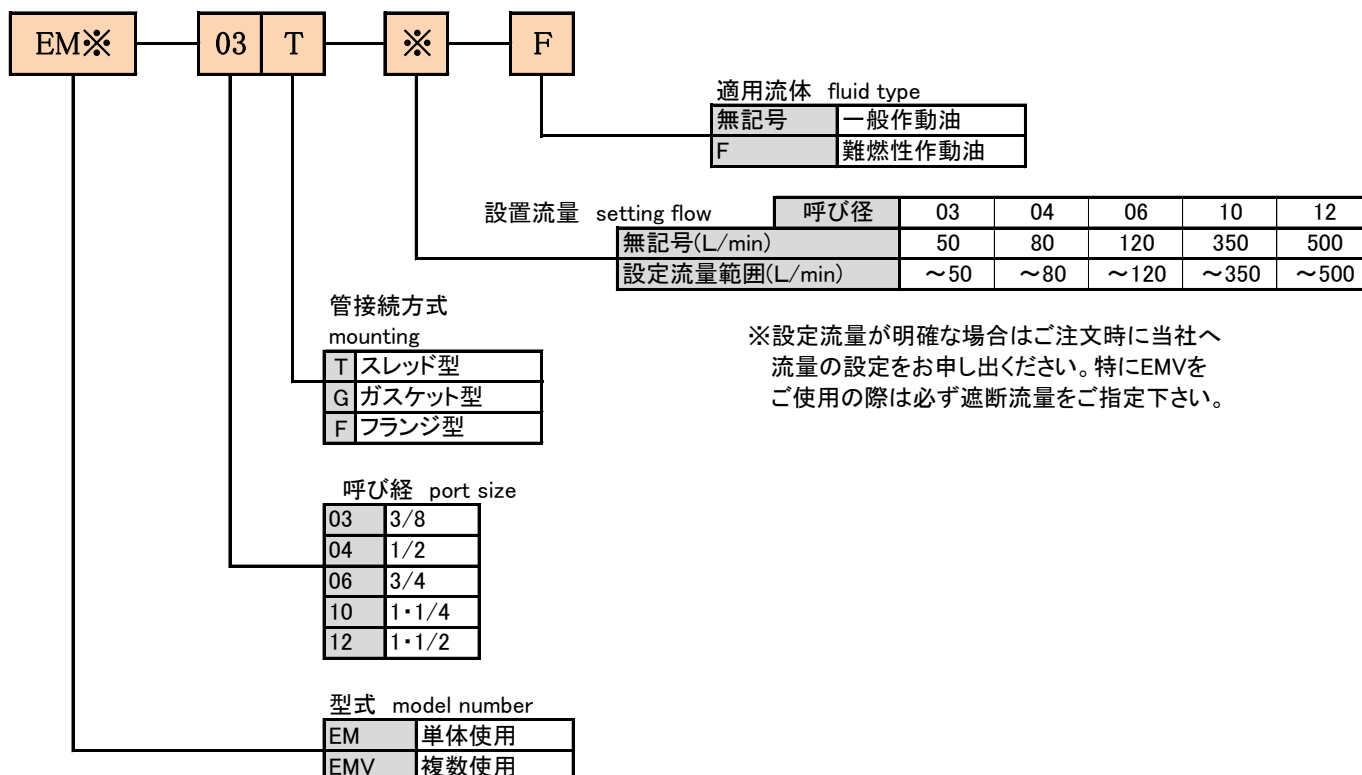 EM※ 03 T ※ F
適用流体 fluid type
無記号 一般作動油
F 難燃性作動油
設置流量 setting flow 呼び径 03 04 06 10 12
無記号(L/min) 50 80 120 350 500
設定流量範囲(L/min) ～50 ～80 ～120 ～350 ～500
管接続方式
mounting
T スレッド型
G ガスケット型
F フランジ型
※設定流量が明確な場合はご注文時に当社へ
流量の設定をお申し出ください。特にEMVを
ご使用の際は必ず遮断流量をご指定下さい。
呼び経 port size
03 3/8
04 1/2
06 3/4
10 1・1/4
12 1・1/2
型式 model number
EM 単体使用
EMV 複数使用